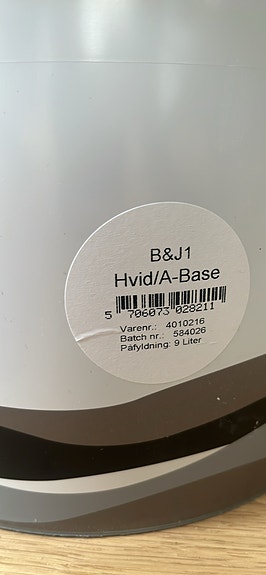 B&J1
Hvid/A-Base
5 706073 028211
Varenr.: 4010216
Batch nr.: 584026
Påfyldning: 9 Liter